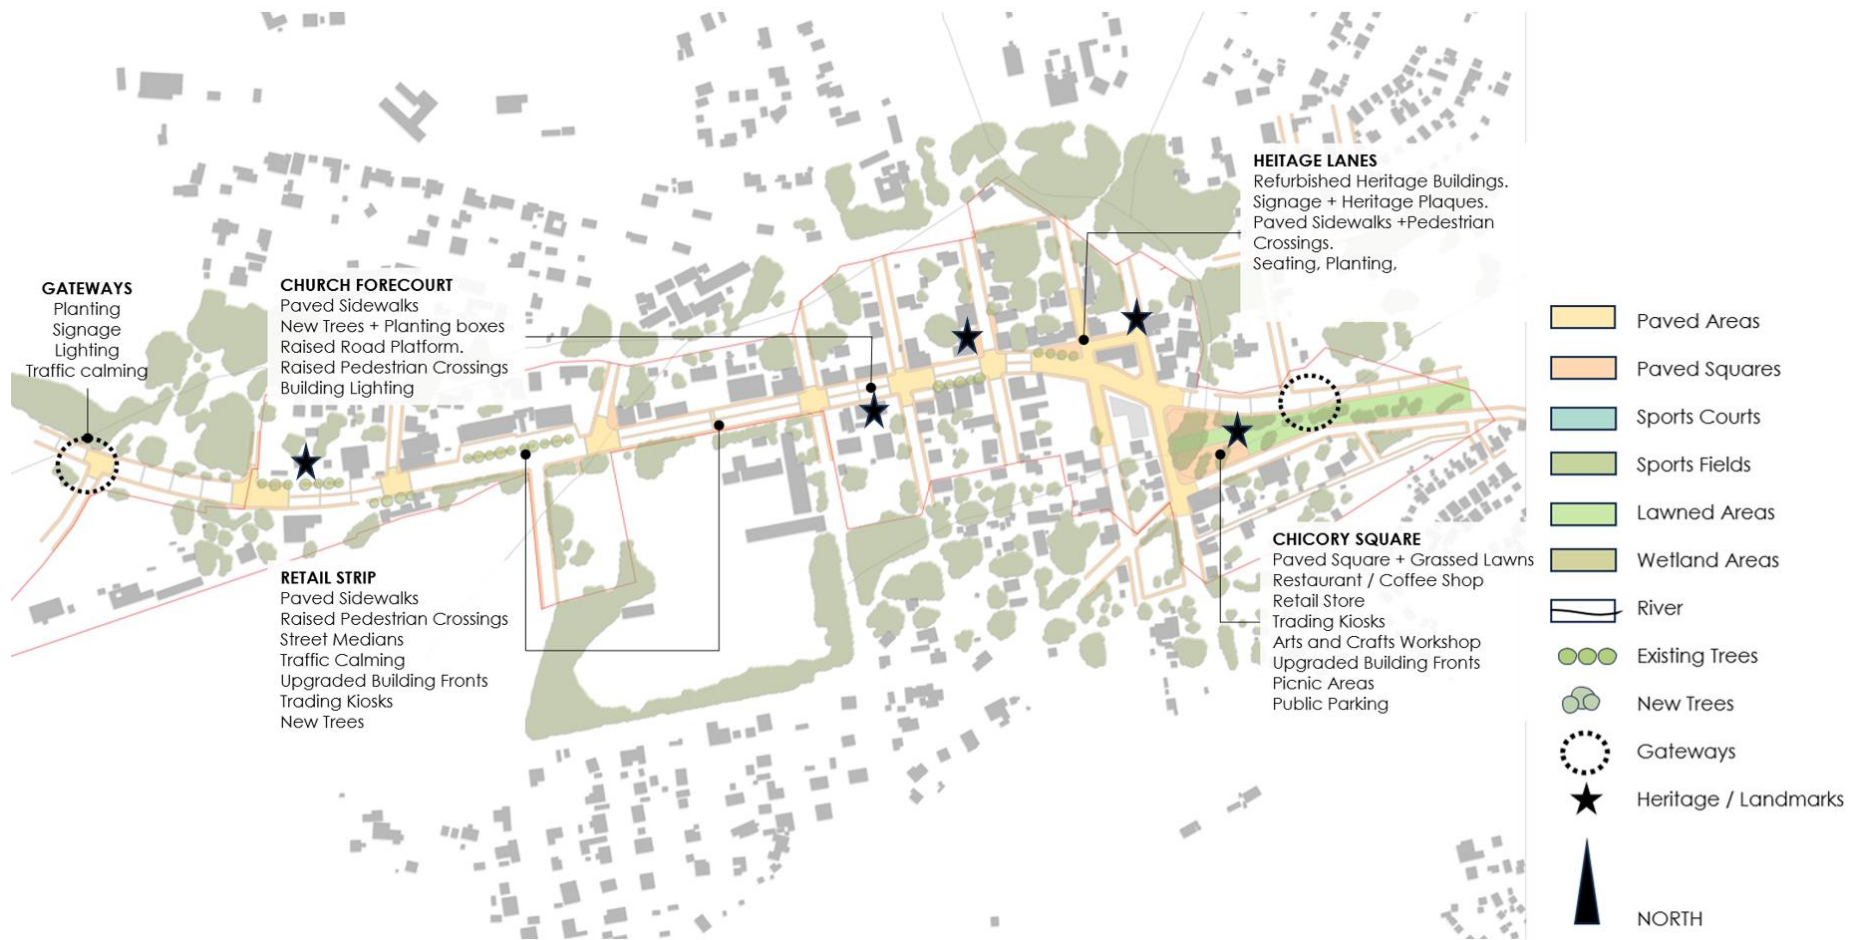 GATEWAYS
Planting
Signage
Lighting
Traffic calming
CHURCH FORECOURT
Paved Sidewalks
New Trees + Planting boxes
Raised Road Platform.
Raised Pedestrian Crossings
Building Lighting
HEITAGE LANES
Refurbished Heritage Buildings.
Signage + Heritage Plaques.
Paved Sidewalks +Pedestrian
Crossings.
Seating, Planting,
RETAIL STRIP
Paved Sidewalks
Raised Pedestrian Crossings
Street Medians
Traffic Calming
Upgraded Building Fronts
Trading Kiosks
New Trees
CHICORY SQUARE
Paved Square + Grassed Lawns
Restaurant / Coffee Shop
Retail Store
Trading Kiosks
Arts and Crafts Workshop
Upgraded Building Fronts
Picnic Areas
Public Parking
Paved Areas
Paved Squares
Sports Courts
Sports Fields
Lawned Areas
Wetland Areas
River
Existing Trees
New Trees
Gateways
Heritage / Landmarks
NORTH